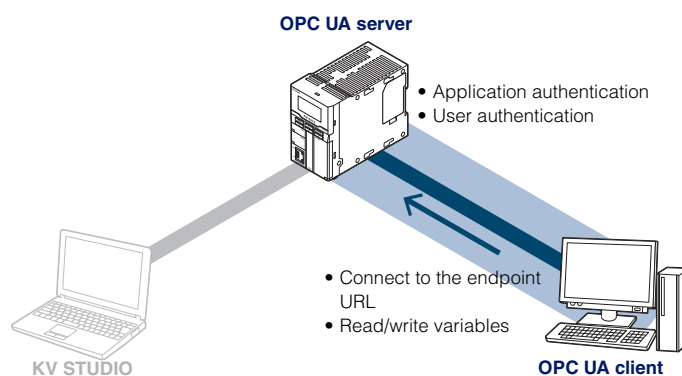 OPC UA server
• Application authentication
• User authentication
• Connect to the endpoint
URL
• Read/write variables
KV STUDIO
OPC UA client